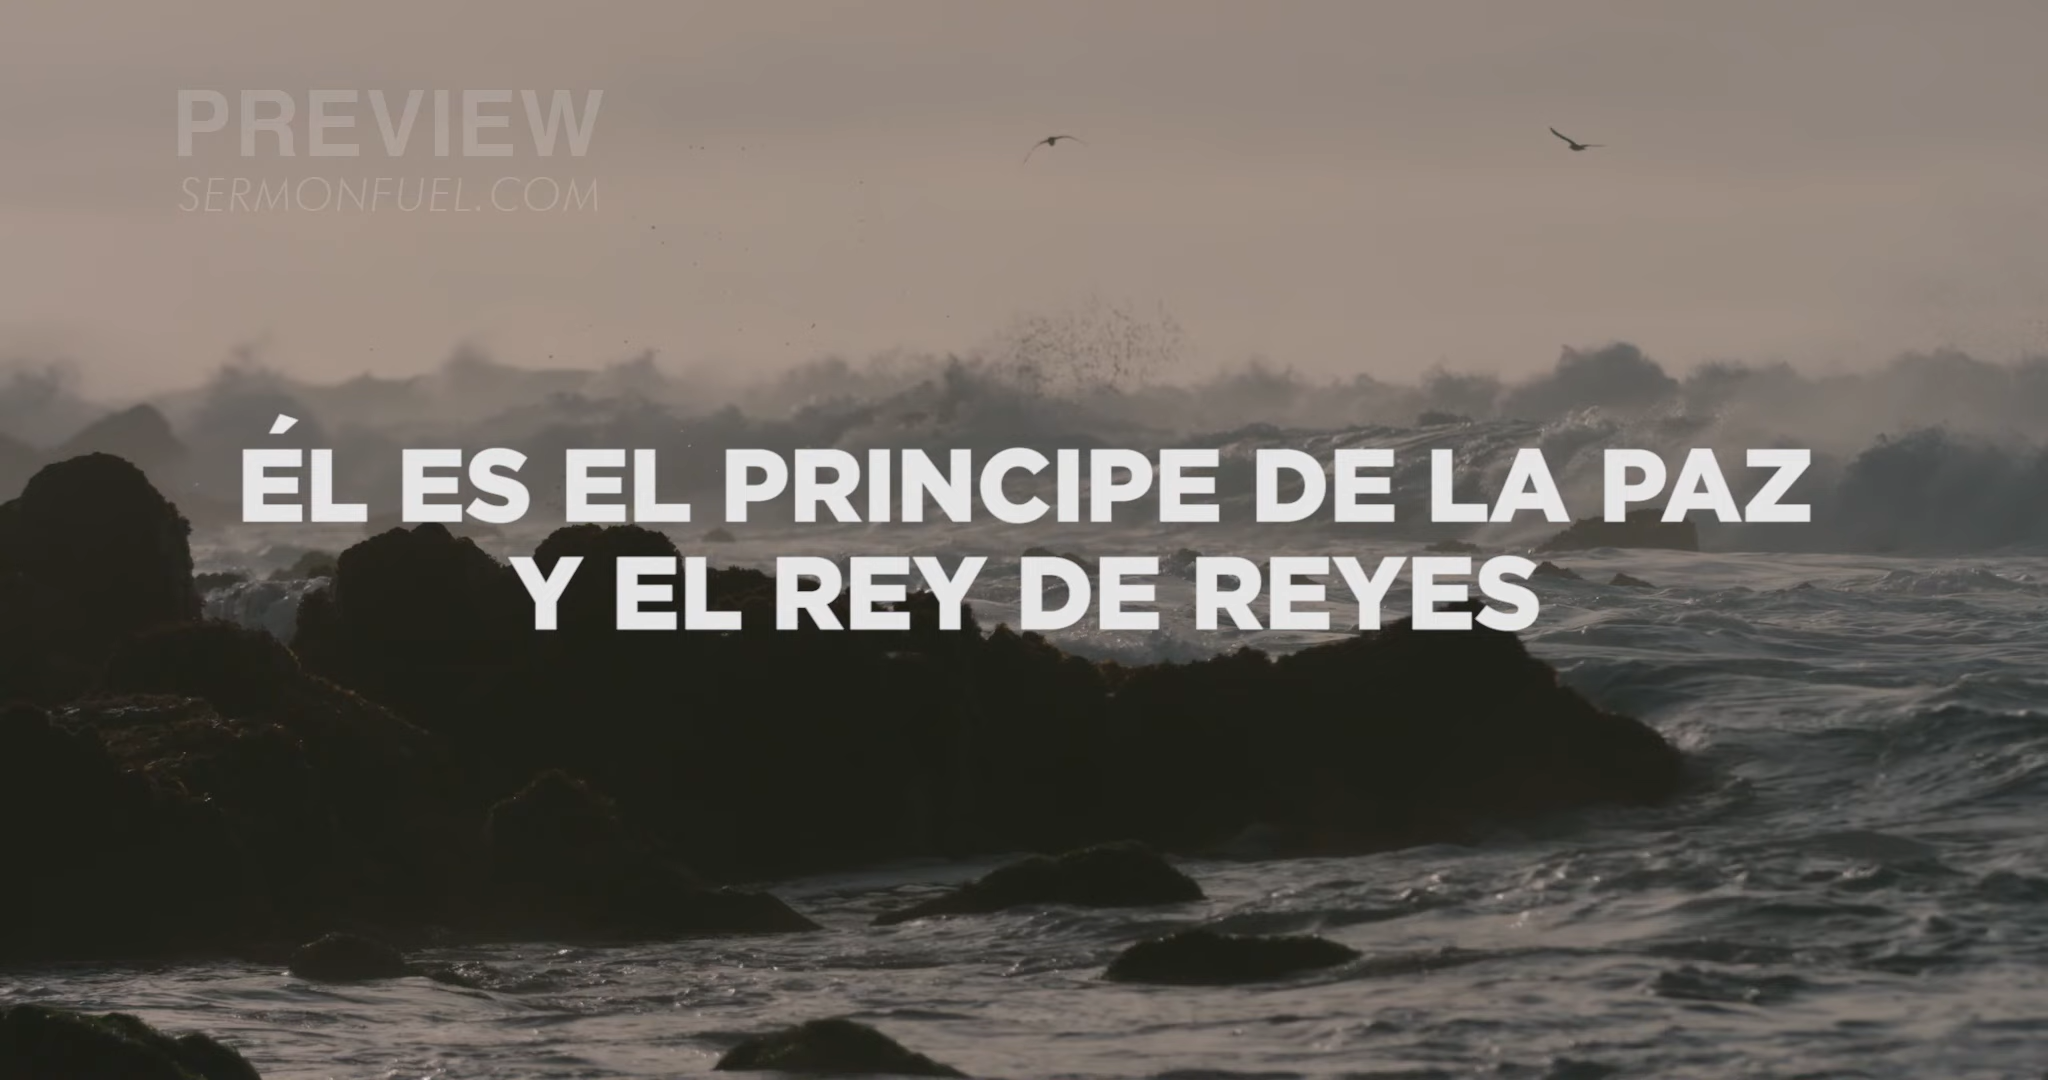 PREVIEW
SERMONFUEL.COM
ÉL ES EL PRINCIPE DE LA PAZ
Y EL REY DE REYES